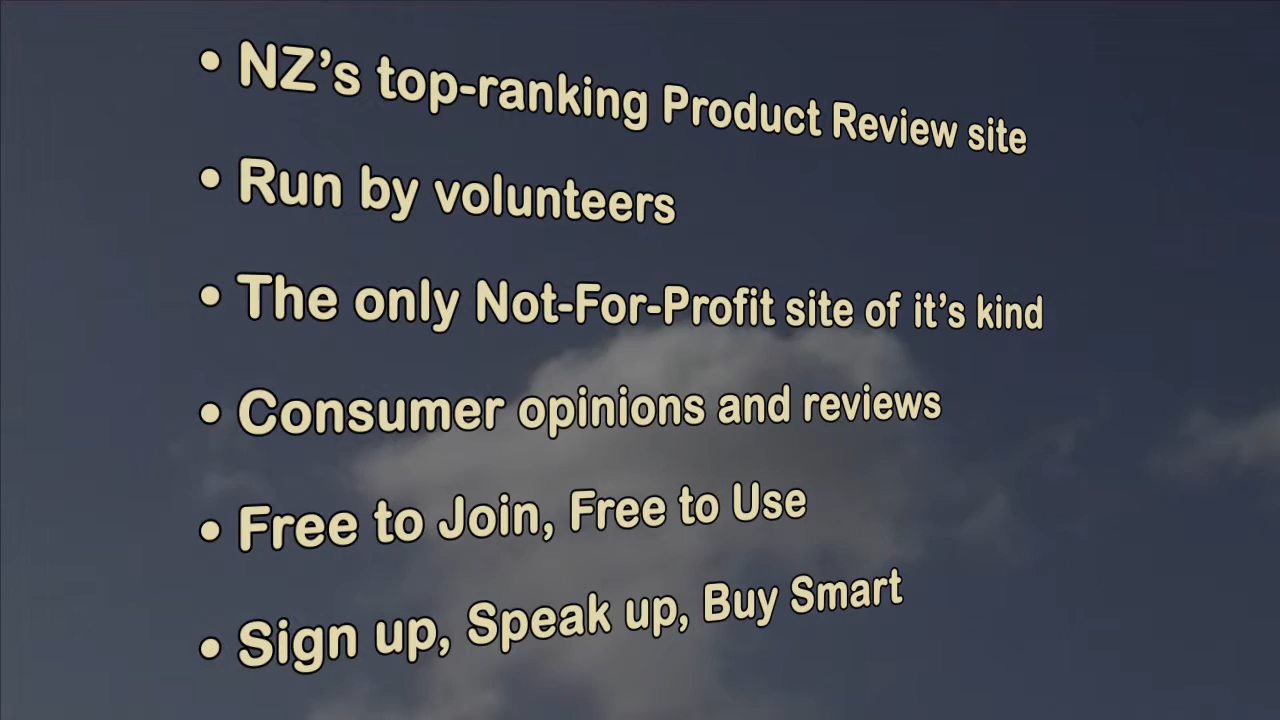 • NZ’s top-ranking Product Review site
• Run by volunteers
• The only Not-For-Profit site of it’s kind
• Consumer opinions and reviews
• Free to Join, Free to Use
• Sign up, Speak up, Buy Smart